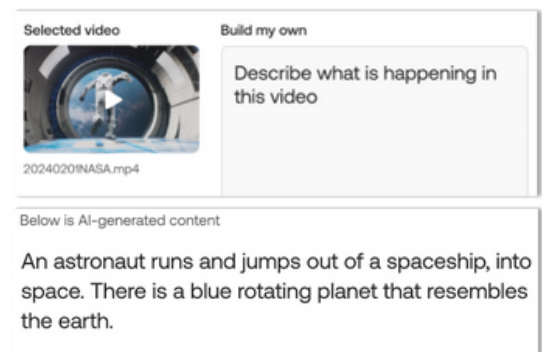 Selected video
Build my own
Describe what is happening in
this video
20240201NASA.mp4
Below is AI-generated content
An astronaut runs and jumps out of a spaceship, into
space. There is a blue rotating planet that resembles
the earth.